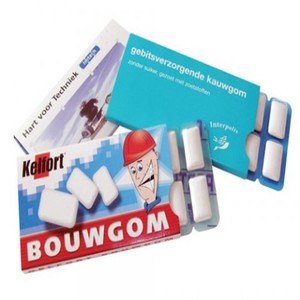 Hart voor Techniek
gebitsverzorgende kauwgom
zonder suiker, gezoet met zoetstoffen
Interpolis
Kelfort
BOUWGOM